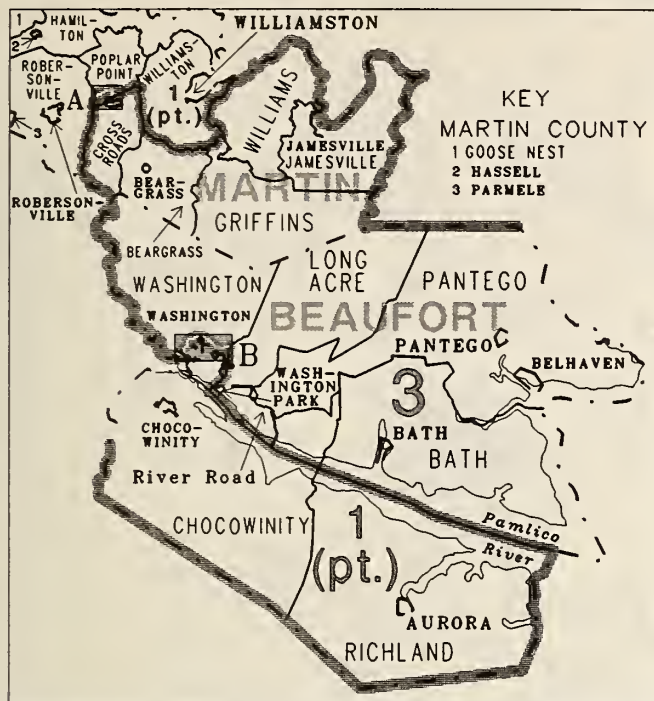 1
HAMIL-
TON
2
WILLIAMSTON
ROBER-
SON-
VILLE
POPLAR
POINT
WILLIAMS-
TON
1
(pt.)
A
3
CROSS
ROADS
WILLIAMS
JAMESVILLE
JAMESVILLE
KEY
MARTIN COUNTY
1 GOOSE NEST
2 HASSELL
3 PARMELE
ROBERSON-
VILLE
BEAR-
GRASS
MARTIN
GRIFFINS
BEARGRASS
WASHINGTON
LONG
ACRE
PANTEGO
WASHINGTON
BEAUFORT
B
PANTEGO
BELHAVEN
WASH-
INGTON
PARK
3
CHOCO-
WINITY
BATH
BATH
River Road
CHOCOWINITY
1
(pt.)
Pamlico
River
AURORA
RICHLAND